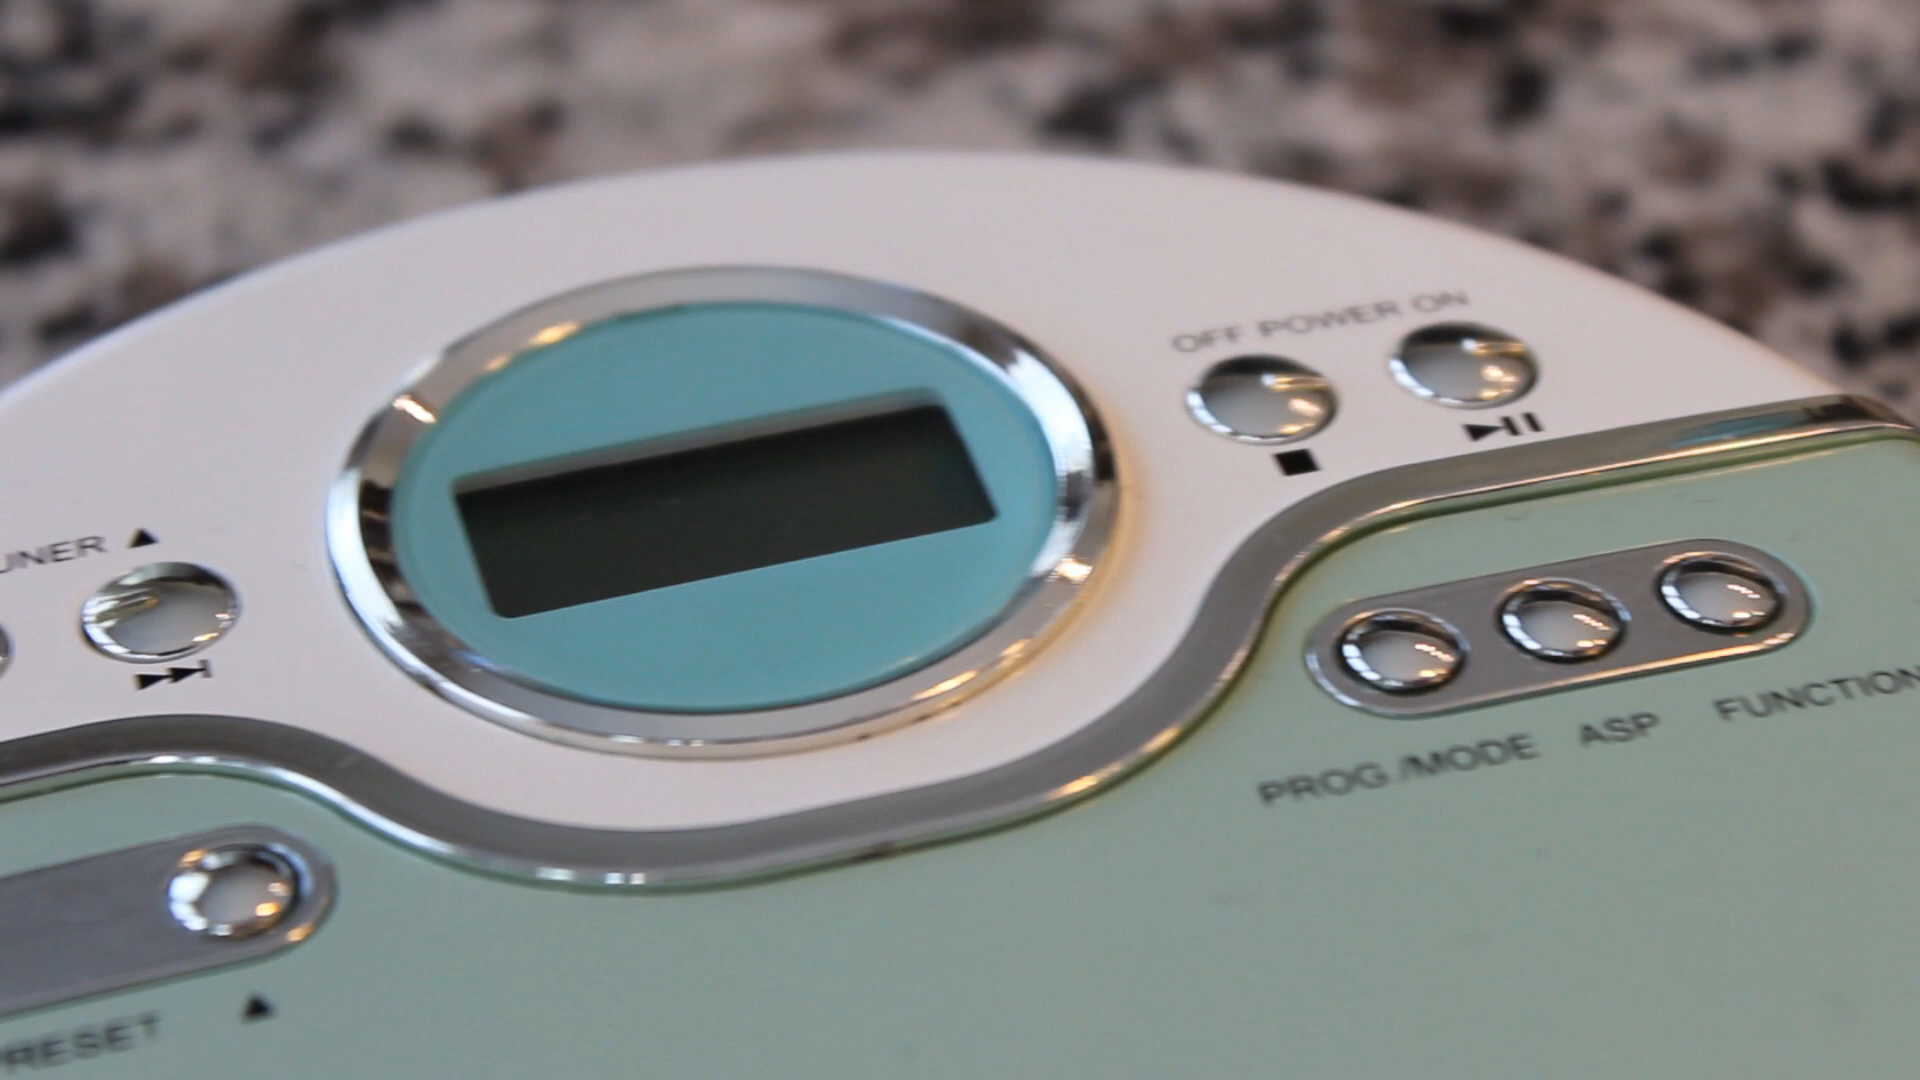 OFF POWER ON
UNER ▲
PROG /MODE ASP FUNCTION
RESET ▲